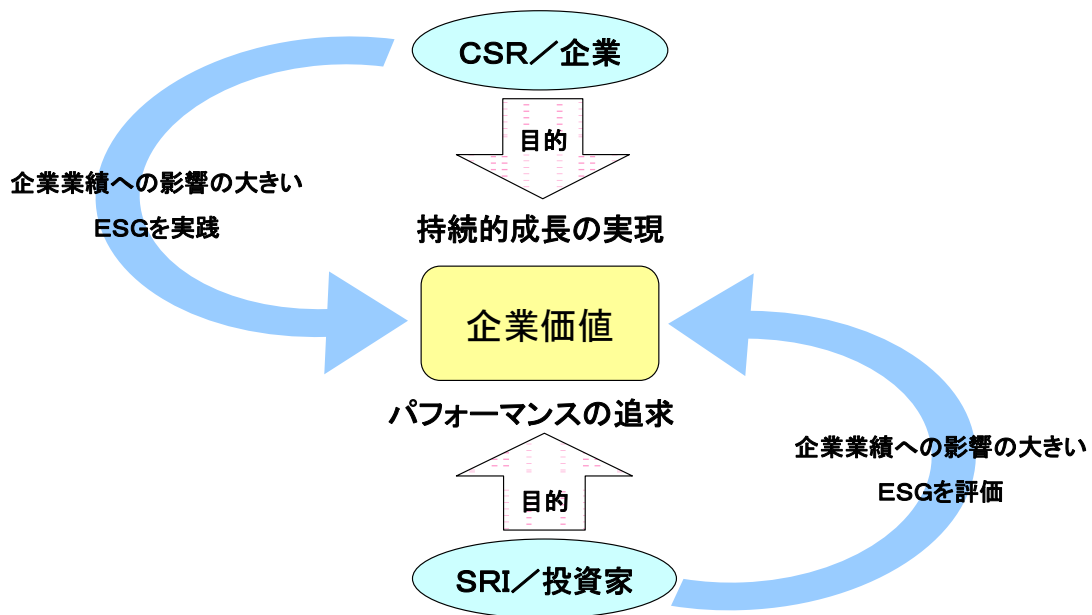 CSR／企業
目的
企業業績への影響の大きい
ESGを実践
持続的成長の実現
企業価値
パフォーマンスの追求
企業業績への影響の大きい
ESGを評価
目的
SRI／投資家